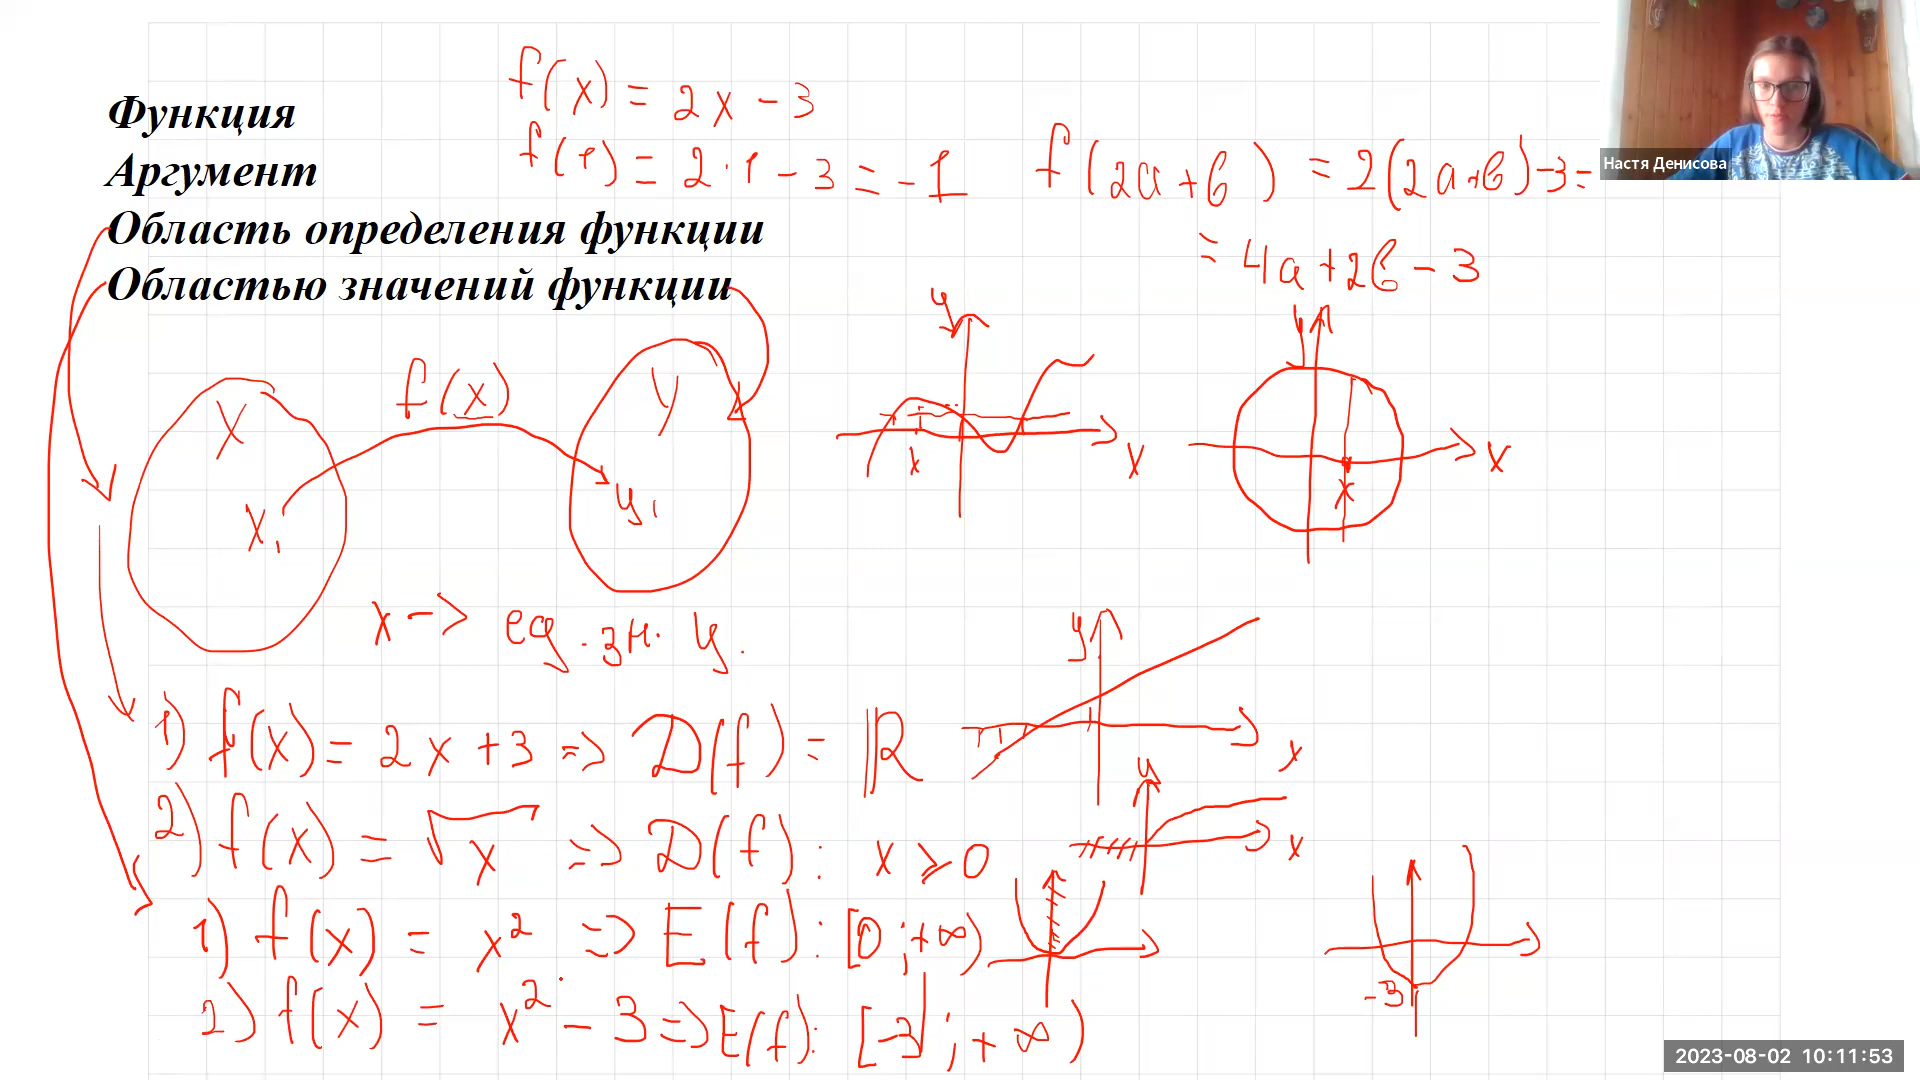 Функция
Аргумент
Область определения функции
Областью значений функции
f(x) = 2x - 3
f(1) = 2·1 - 3 = -1
f(2a+b) = 2(2a+b)-3=
= 4a+2b-3
Настя Денисова
X
x₁
f(x)
Y
y₁
y
x
x
y
x
x
x -> ед. зн. y.
1) f(x) = 2x+3 => D(f) = ℝ
y
x
2) f(x) = √x => D(f): x ⩾ 0
y
x
1) f(x) = x² => E(f): [0;+∞)
2) f(x) = x² - 3 => E(f): [-3;+∞)
-3
2023-08-02 10:11:53